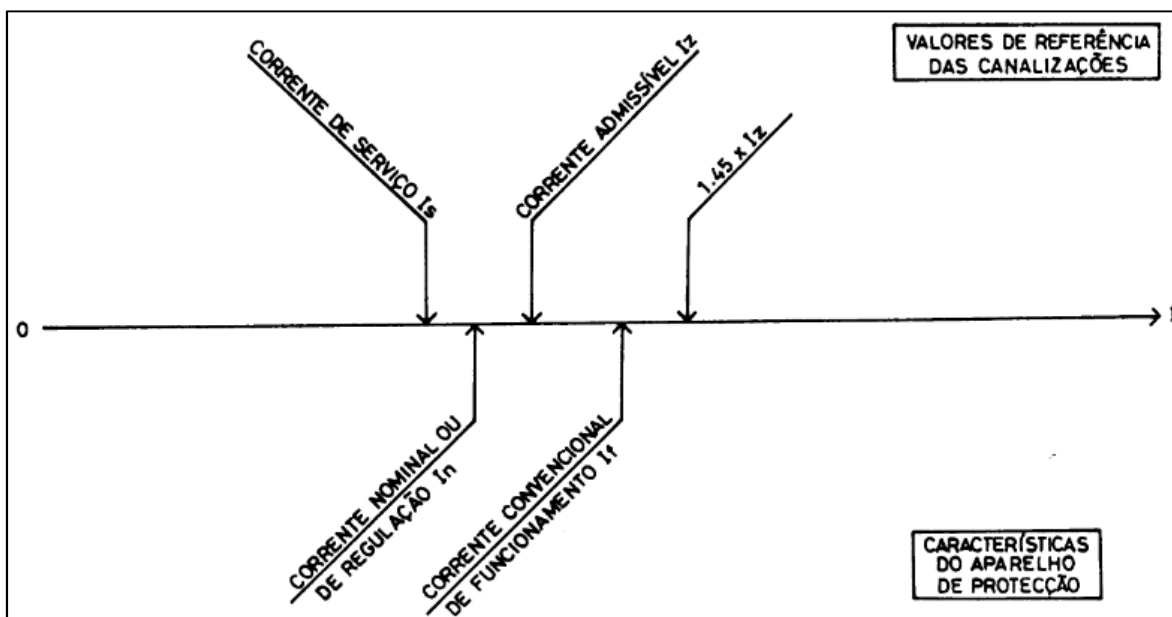 VALORES DE REFERÊNCIA
DAS CANALIZAÇÕES
CORRENTE DE SERVIÇO Is
CORRENTE ADMISSÍVEL Iz
1.45 x Iz
0
I
CORRENTE NOMINAL OU
DE REGULAÇÃO In
CORRENTE CONVENCIONAL
DE FUNCIONAMENTO If
CARACTERÍSTICAS
DO APARELHO
DE PROTECÇÃO